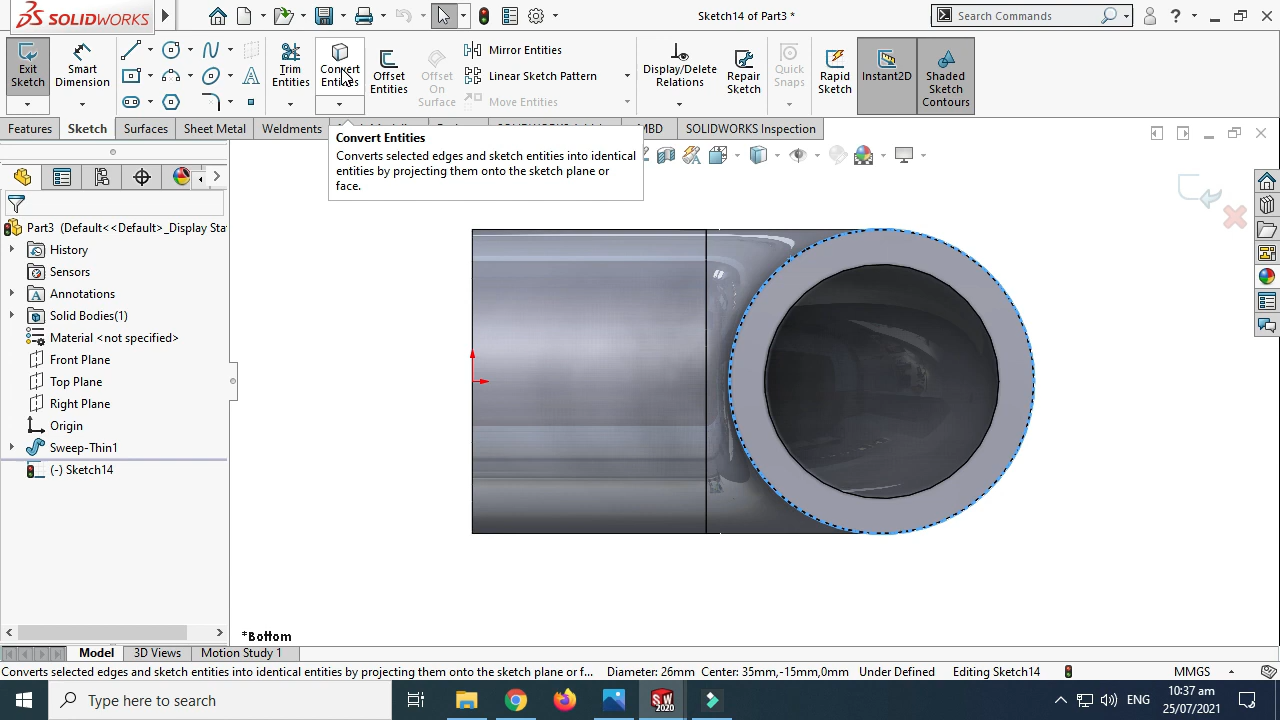 SOLIDWORKS
Sketch14 of Part3 *
Search Commands
?
Exit Sketch
Smart Dimension
Trim Entities
Convert Entities
Offset Entities
Offset On Surface
Mirror Entities
Linear Sketch Pattern
Move Entities
Display/Delete Relations
Repair Sketch
Quick Snaps
Rapid Sketch
Instant2D
Shaded Sketch Contours
Features
Sketch
Surfaces
Sheet Metal
Weldments
MBD
SOLIDWORKS Inspection
Convert Entities
Converts selected edges and sketch entities into identical
entities by projecting them onto the sketch plane or
face.
Part3 (Default<<Default>_Display Sta
History
Sensors
Annotations
Solid Bodies(1)
Material <not specified>
Front Plane
Top Plane
Right Plane
Origin
Sweep-Thin1
(-) Sketch14
*Bottom
Model
3D Views
Motion Study 1
Converts selected edges and sketch entities into identical entities by projecting them onto the sketch plane or f...
Diameter: 26mm Center: 35mm,-15mm,0mm
Under Defined
Editing Sketch14
MMGS
Type here to search
SW
2020
ENG
10:37 am
25/07/2021